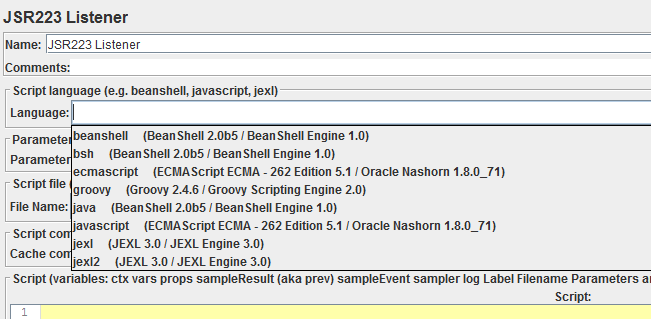 JSR223 Listener
Name: JSR223 Listener
Comments:
Script language (e.g. beanshell, javascript, jexl)
Language:
beanshell (BeanShell 2.0b5 / BeanShell Engine 1.0)
Parameter
bsh (BeanShell 2.0b5 / BeanShell Engine 1.0)
Parameter
ecmascript (ECMAScript ECMA - 262 Edition 5.1 / Oracle Nashorn 1.8.0_71)
Script file
groovy (Groovy 2.4.6 / Groovy Scripting Engine 2.0)
File Name:
java (BeanShell 2.0b5 / BeanShell Engine 1.0)
javascript (ECMAScript ECMA - 262 Edition 5.1 / Oracle Nashorn 1.8.0_71)
Script com
jexl (JEXL 3.0 / JEXL Engine 3.0)
Cache com
jexl2 (JEXL 3.0 / JEXL Engine 3.0)
Script (variables: ctx vars props sampleResult (aka prev) sampleEvent sampler log Label Filename Parameters a
Script:
1